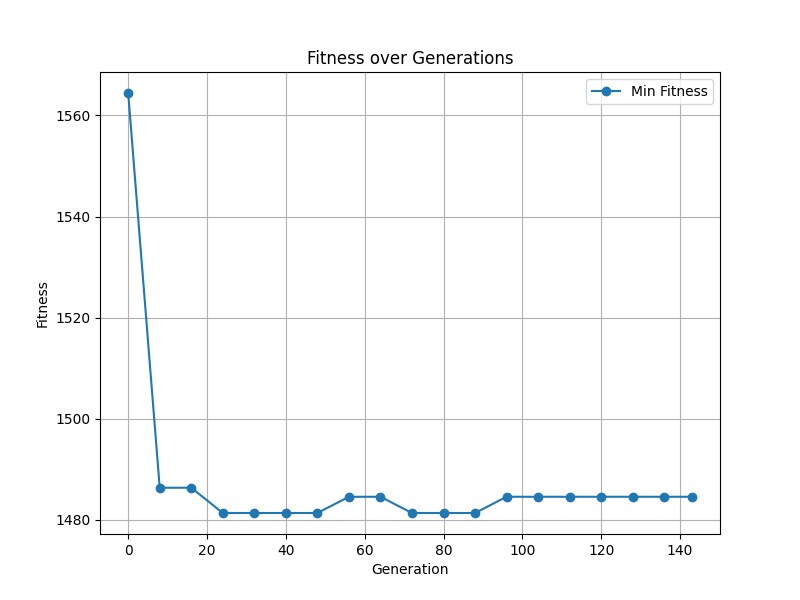 Fitness over Generations
Min Fitness
Fitness
1560
1540
1520
1500
1480
0 20 40 60 80 100 120 140
Generation